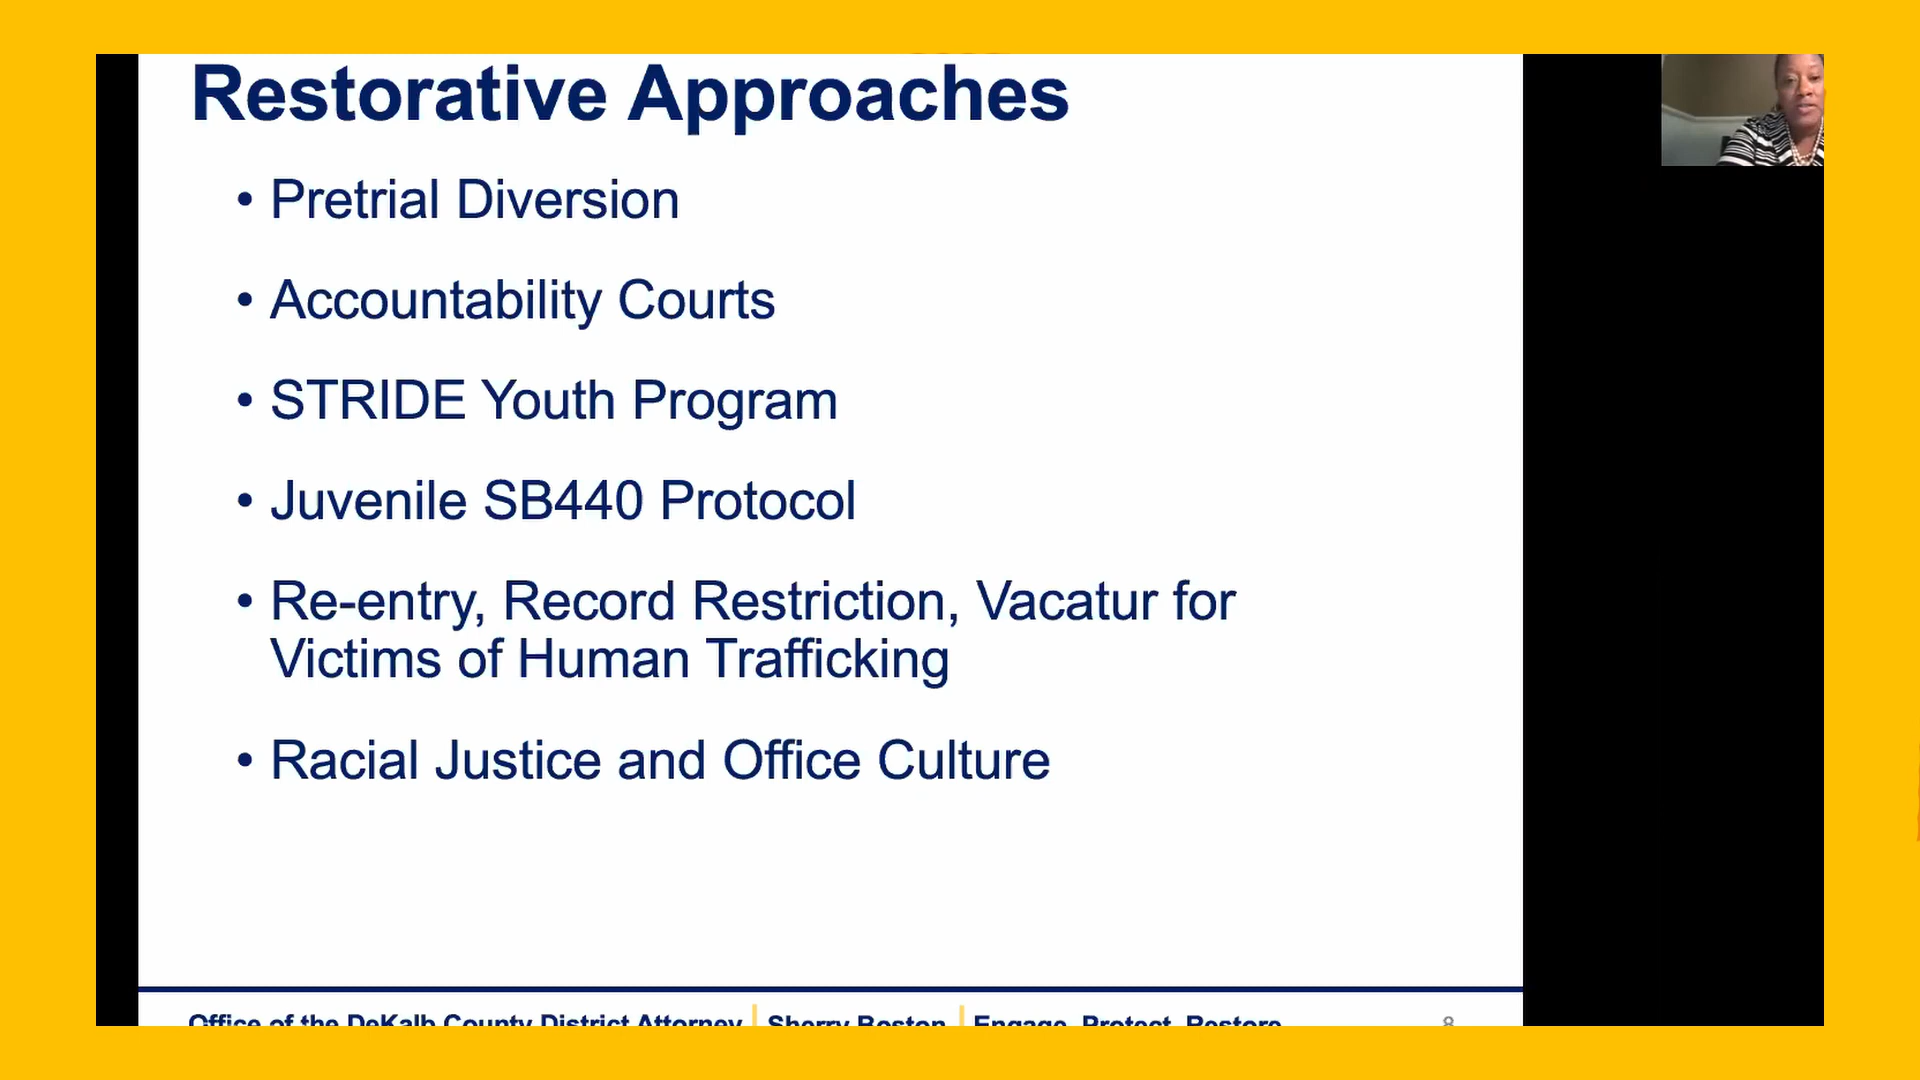 Restorative Approaches
• Pretrial Diversion
• Accountability Courts
• STRIDE Youth Program
• Juvenile SB440 Protocol
• Re-entry, Record Restriction, Vacatur for
Victims of Human Trafficking
• Racial Justice and Office Culture
Office of the DeKalb County District Attorney | Sherry Boston | Engage. Protect. Restore. 8